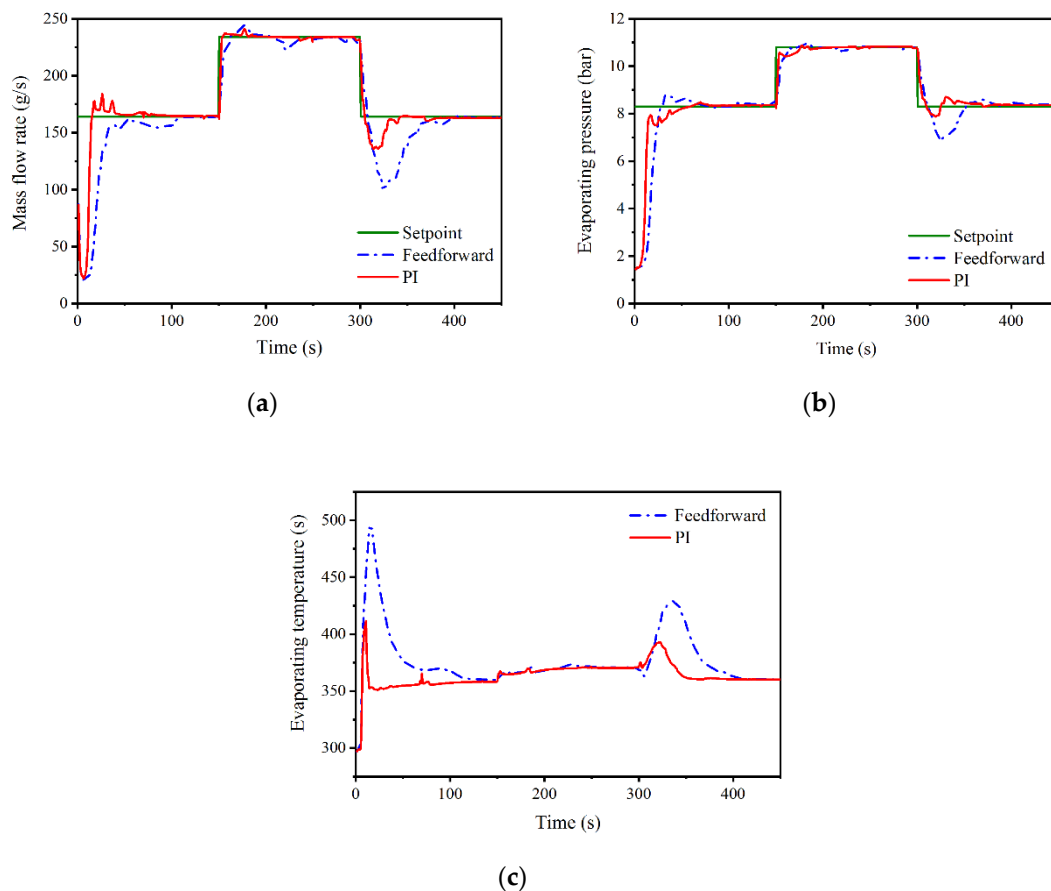 250
200
150
100
50
0
Mass flow rate (g/s)
Setpoint
Feedforward
PI
0 100 200 300 400
Time (s)
(a)
12
10
8
6
4
2
0
Evaporating pressure (bar)
Setpoint
Feedforward
PI
0 100 200 300 400
Time (s)
(b)
500
450
400
350
300
Evaporating temperature (s)
Feedforward
PI
0 100 200 300 400
Time (s)
(c)